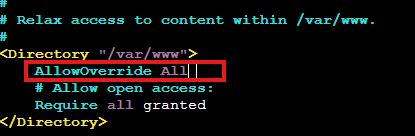 #
# Relax access to content within /var/www.
#
<Directory "/var/www">
AllowOverride All
# Allow open access:
Require all granted
</Directory>